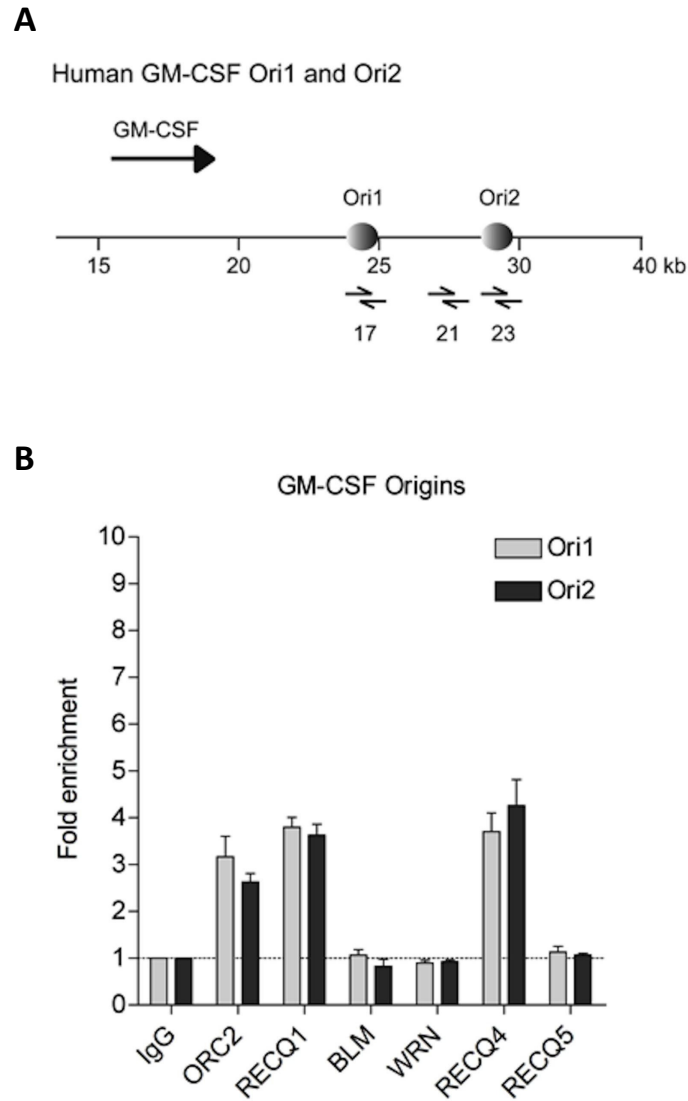 A
Human GM-CSF Ori1 and Ori2
GM-CSF
Ori1 Ori2
15 20 25 30 40 kb
17 21 23
B
GM-CSF Origins
Ori1
Ori2
Fold enrichment
10
9
8
7
6
5
4
3
2
1
0
IgG ORC2 RECQ1 BLM WRN RECQ4 RECQ5